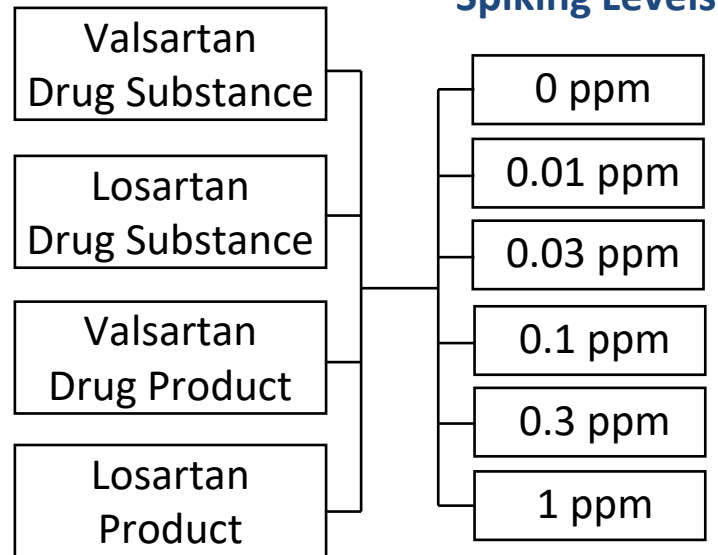 Spiking Levels
Valsartan
Drug Substance
Losartan
Drug Substance
Valsartan
Drug Product
Losartan
Product
0 ppm
0.01 ppm
0.03 ppm
0.1 ppm
0.3 ppm
1 ppm